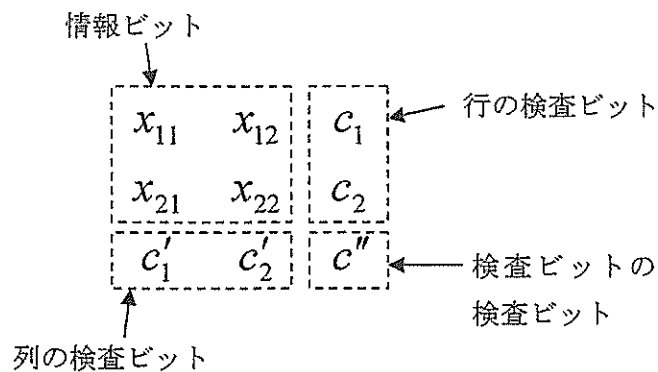 情報ビット
x₁₁ x₁₂ c₁
行の検査ビット
x₂₁ x₂₂ c₂
c′₁ c′₂ c″
検査ビットの
検査ビット
列の検査ビット